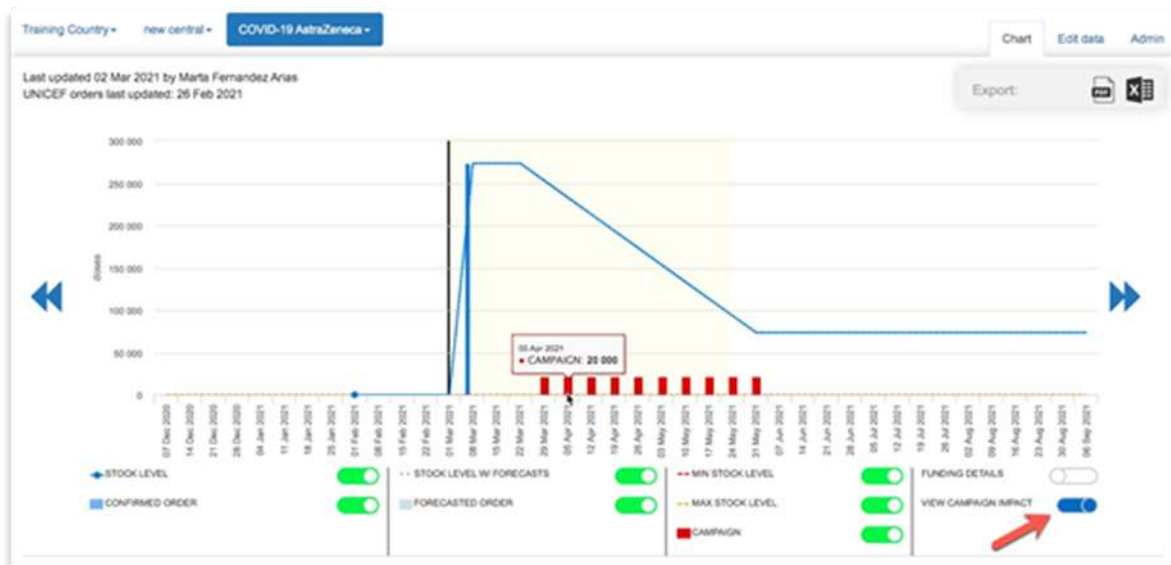 Training Country
new central
COVID-19 AstraZeneca
Chart
Edit data
Admin
Last updated 02 Mar 2021 by Marta Fernandez Arias
UNICEF orders last updated: 26 Feb 2021
Export:
PDF
300 000
250 000
200 000
150 000
100 000
50 000
0
doses
05 Apr 2021
CAMPAIGN: 20 000
07 Dec 2020
14 Dec 2020
21 Dec 2020
28 Dec 2020
04 Jan 2021
11 Jan 2021
18 Jan 2021
25 Jan 2021
01 Feb 2021
08 Feb 2021
15 Feb 2021
22 Feb 2021
01 Mar 2021
08 Mar 2021
15 Mar 2021
22 Mar 2021
29 Mar 2021
05 Apr 2021
12 Apr 2021
19 Apr 2021
26 Apr 2021
03 May 2021
10 May 2021
17 May 2021
24 May 2021
31 May 2021
07 Jun 2021
14 Jun 2021
21 Jun 2021
28 Jun 2021
05 Jul 2021
12 Jul 2021
19 Jul 2021
26 Jul 2021
02 Aug 2021
09 Aug 2021
16 Aug 2021
23 Aug 2021
30 Aug 2021
06 Sep 2021
STOCK LEVEL
CONFIRMED ORDER
STOCK LEVEL W/ FORECASTS
FORECASTED ORDER
MIN STOCK LEVEL
MAX STOCK LEVEL
CAMPAIGN
FUNDING DETAILS
VIEW CAMPAIGN IMPACT